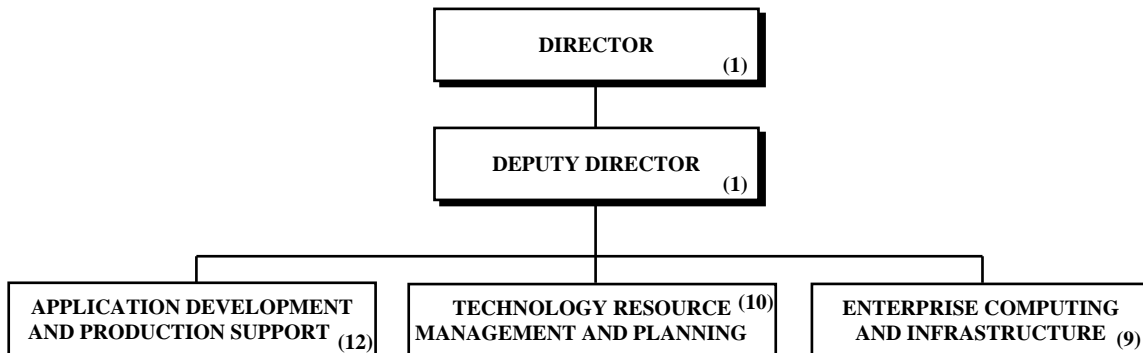 DIRECTOR
(1)
DEPUTY DIRECTOR
(1)
APPLICATION DEVELOPMENT
AND PRODUCTION SUPPORT (12)
TECHNOLOGY RESOURCE (10)
MANAGEMENT AND PLANNING
ENTERPRISE COMPUTING
AND INFRASTRUCTURE (9)